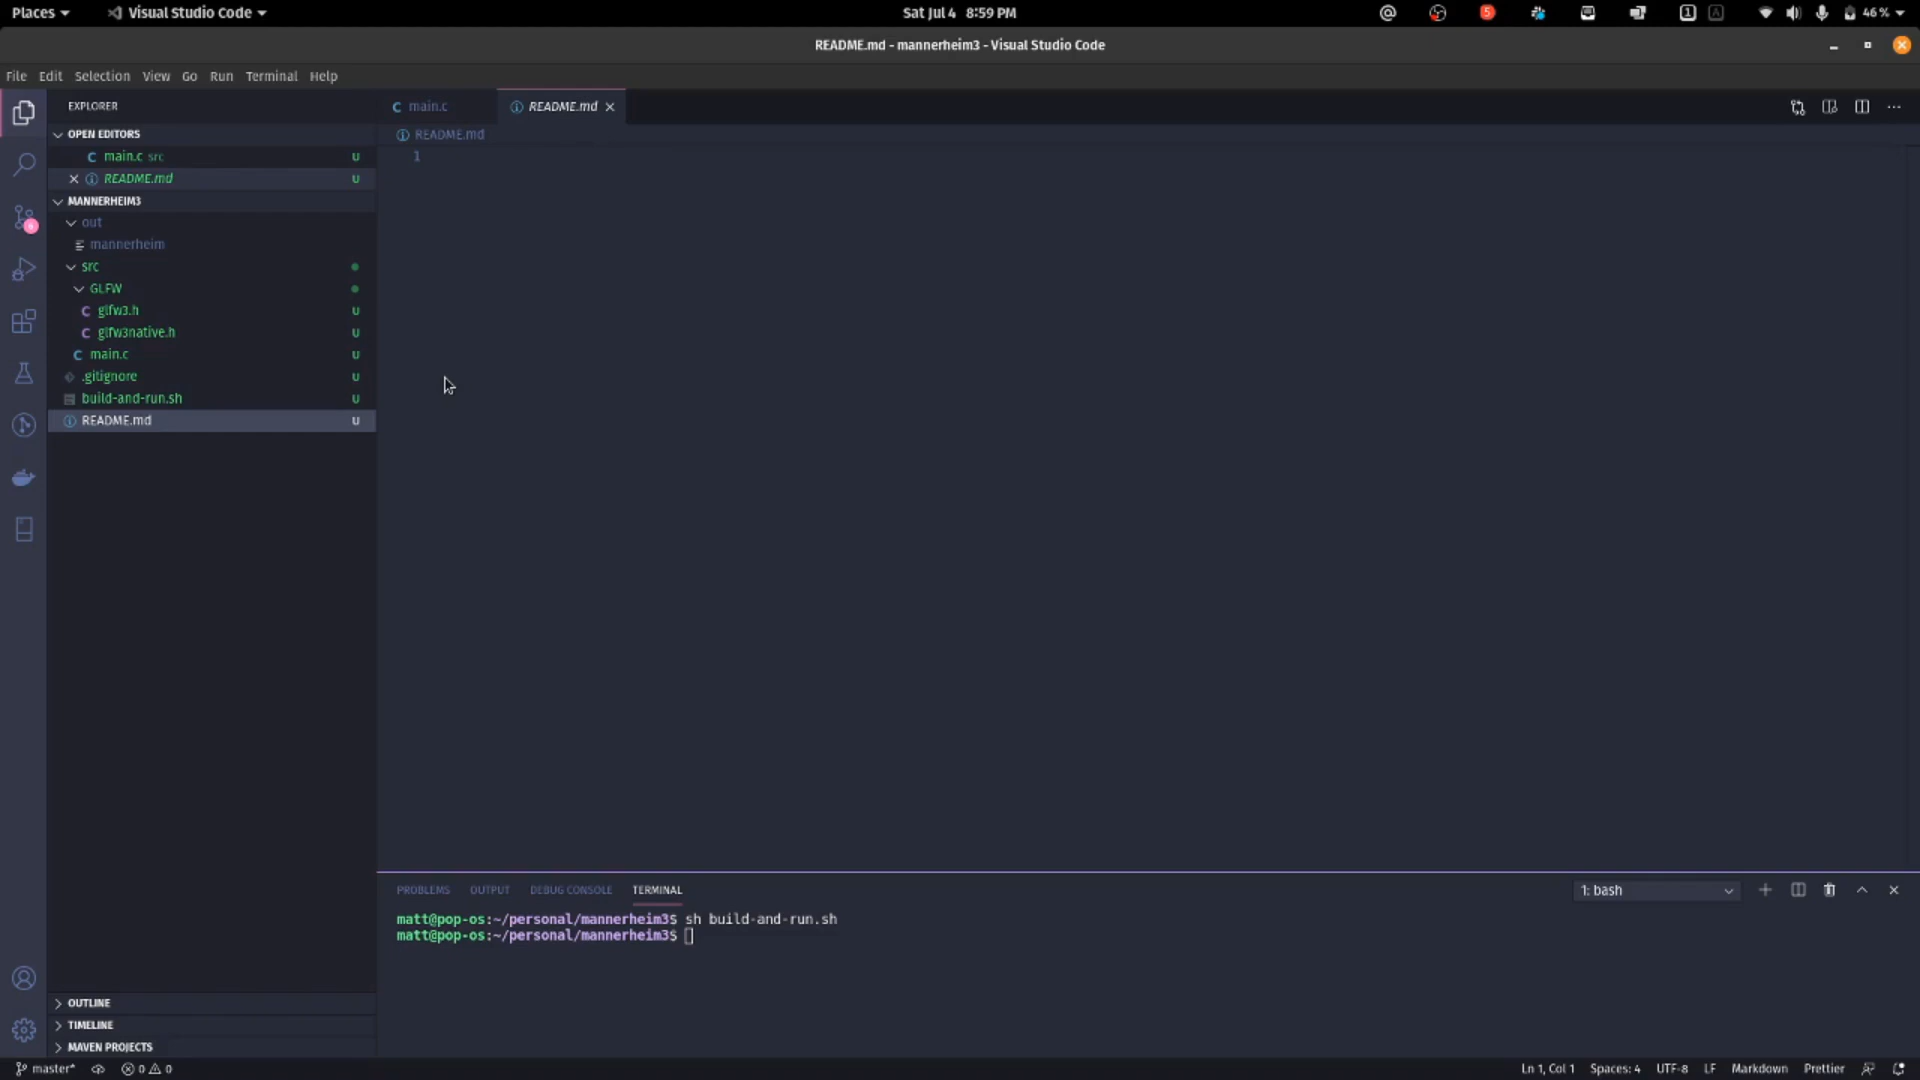 Places
Visual Studio Code
Sat Jul 4 8:59 PM
5
1
A
46 %
README.md - mannerheim3 - Visual Studio Code
File Edit Selection View Go Run Terminal Help
EXPLORER
main.c
README.md
OPEN EDITORS
README.md
main.c src U
1
README.md U
MANNERHEIM3
out
mannerheim
src
GLFW
glfw3.h U
glfw3native.h U
main.c U
.gitignore U
build-and-run.sh U
README.md U
PROBLEMS OUTPUT DEBUG CONSOLE TERMINAL
1: bash
matt@pop-os:~/personal/mannerheim3$ sh build-and-run.sh
matt@pop-os:~/personal/mannerheim3$
OUTLINE
TIMELINE
MAVEN PROJECTS
master* 0 0 Ln 1, Col 1 Spaces: 4 UTF-8 LF Markdown Prettier